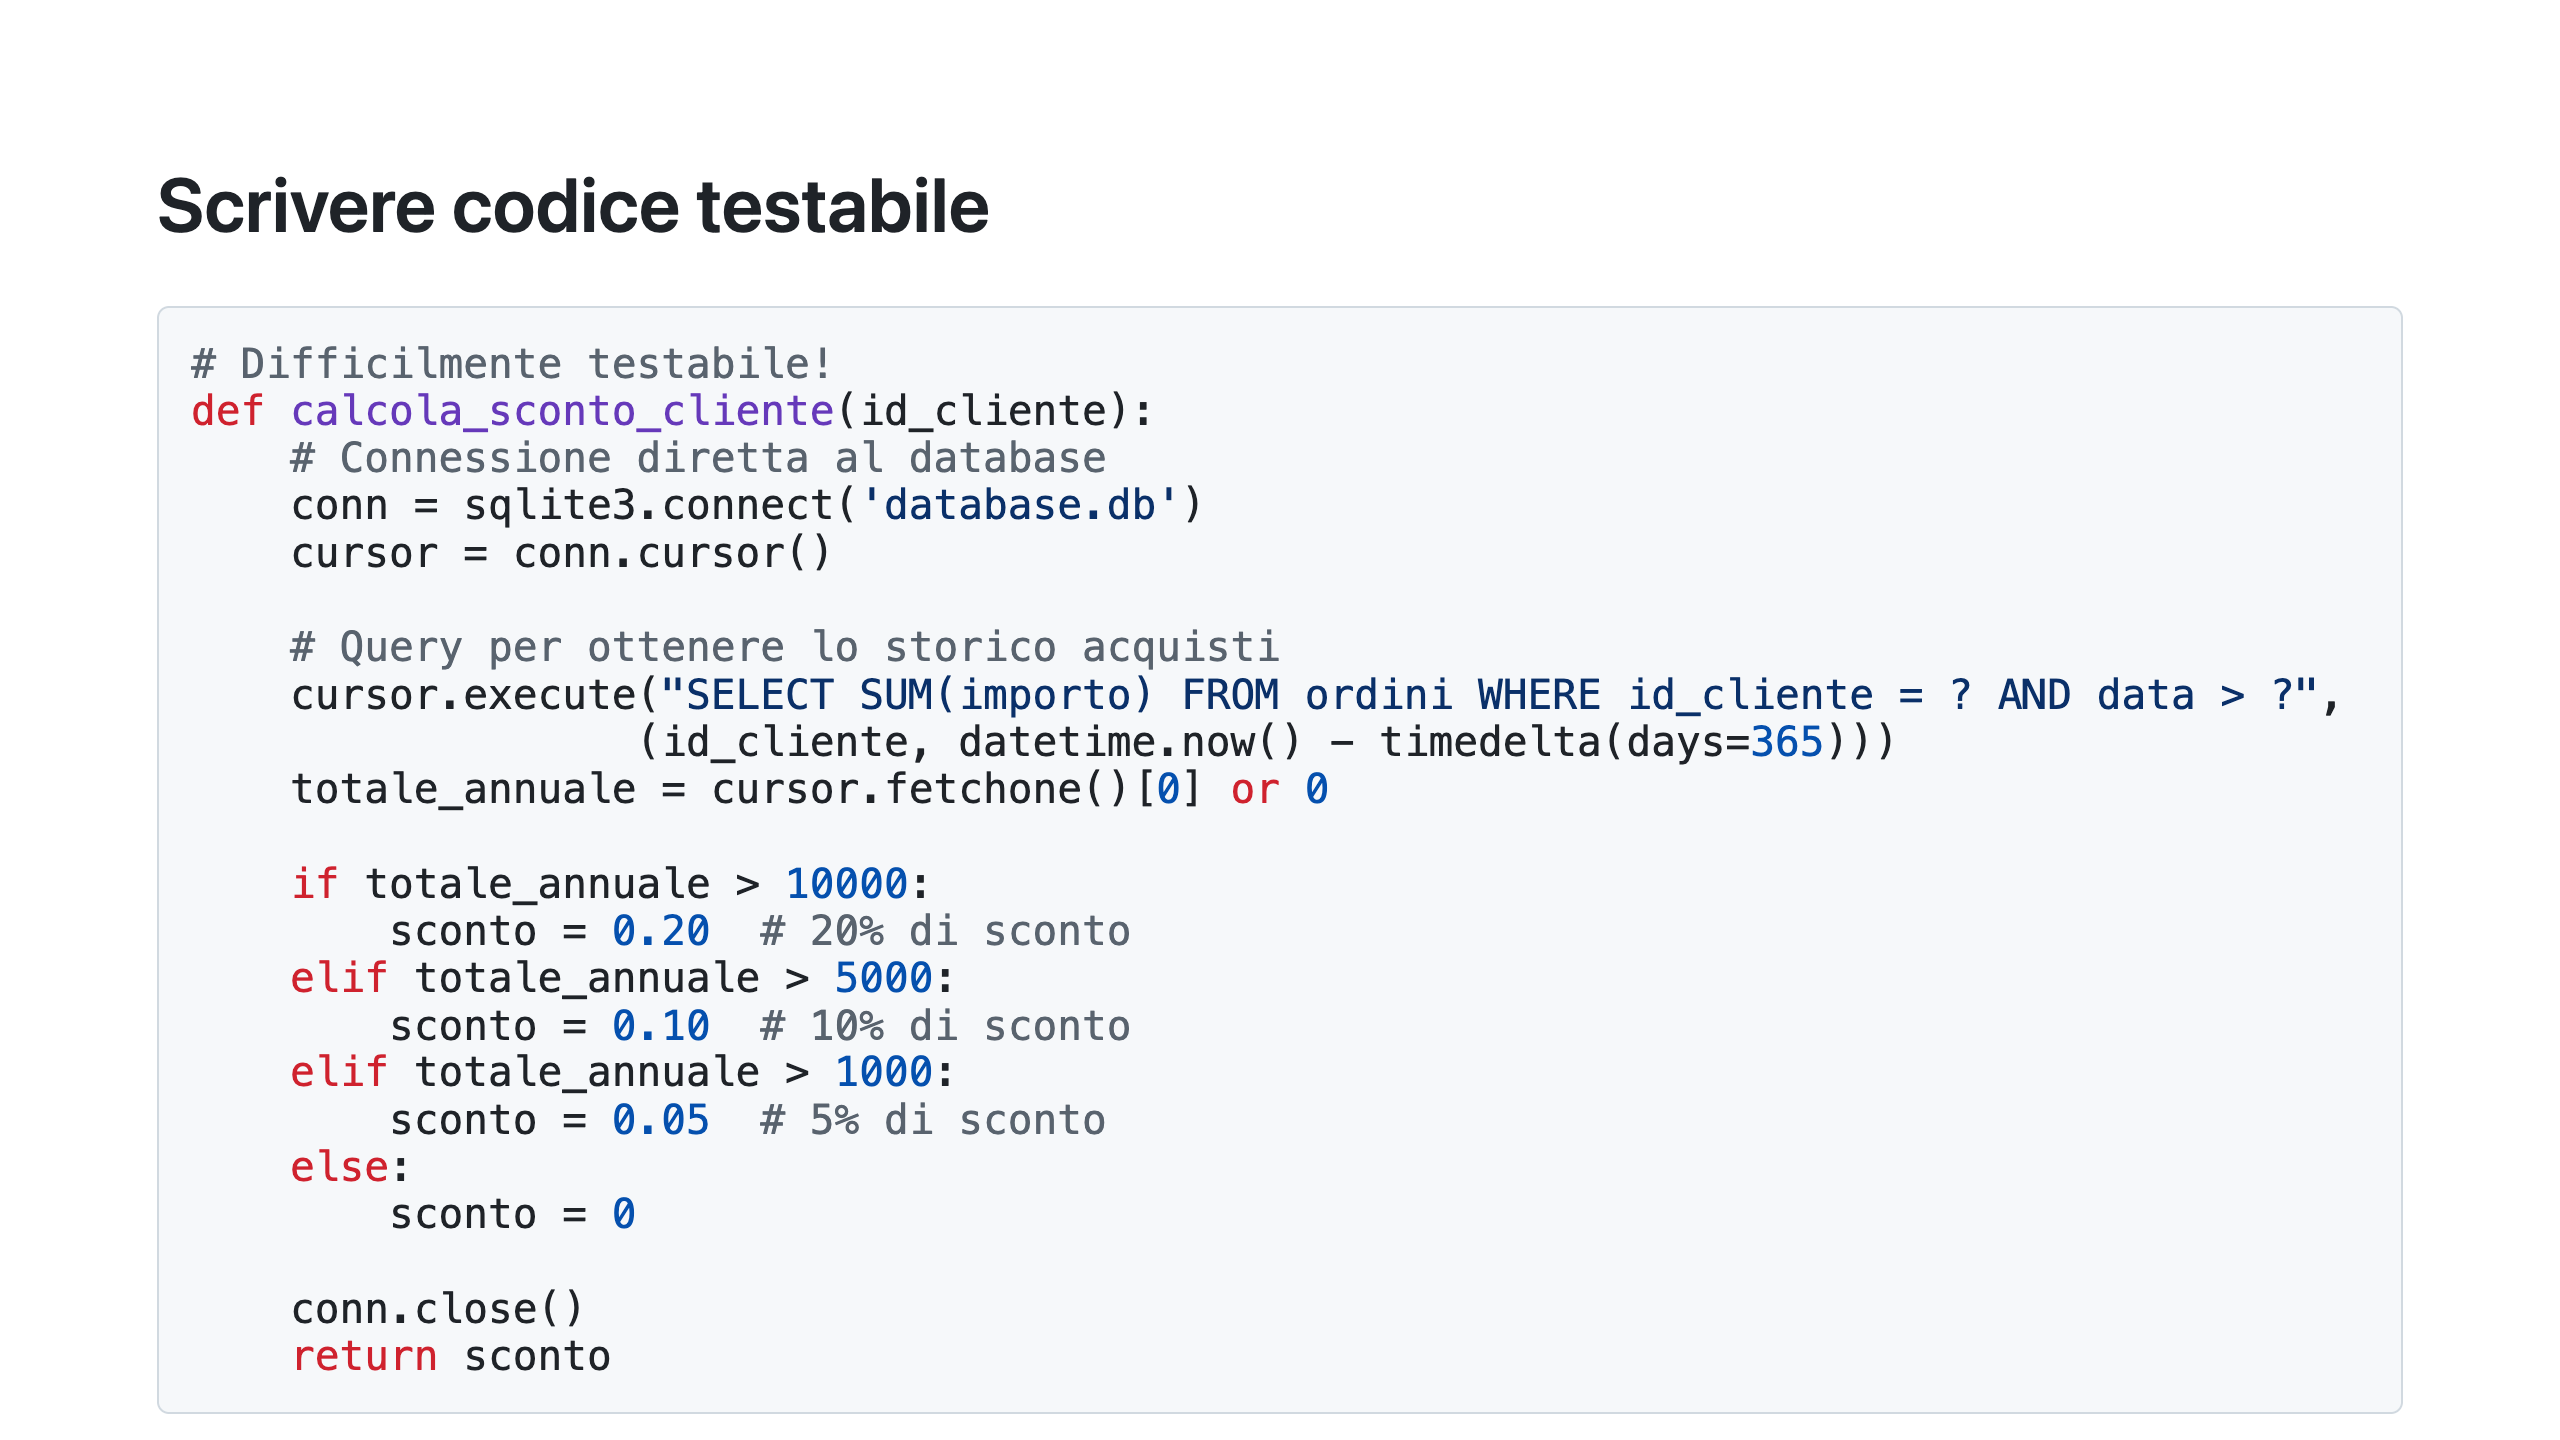 Scrivere codice testabile
# Difficilmente testabile!
def calcola_sconto_cliente(id_cliente):
    # Connessione diretta al database
    conn = sqlite3.connect('database.db')
    cursor = conn.cursor()

    # Query per ottenere lo storico acquisti
    cursor.execute("SELECT SUM(importo) FROM ordini WHERE id_cliente = ? AND data > ?",
                  (id_cliente, datetime.now() - timedelta(days=365)))
    totale_annuale = cursor.fetchone()[0] or 0

    if totale_annuale > 10000:
        sconto = 0.20  # 20% di sconto
    elif totale_annuale > 5000:
        sconto = 0.10  # 10% di sconto
    elif totale_annuale > 1000:
        sconto = 0.05  # 5% di sconto
    else:
        sconto = 0

    conn.close()
    return sconto